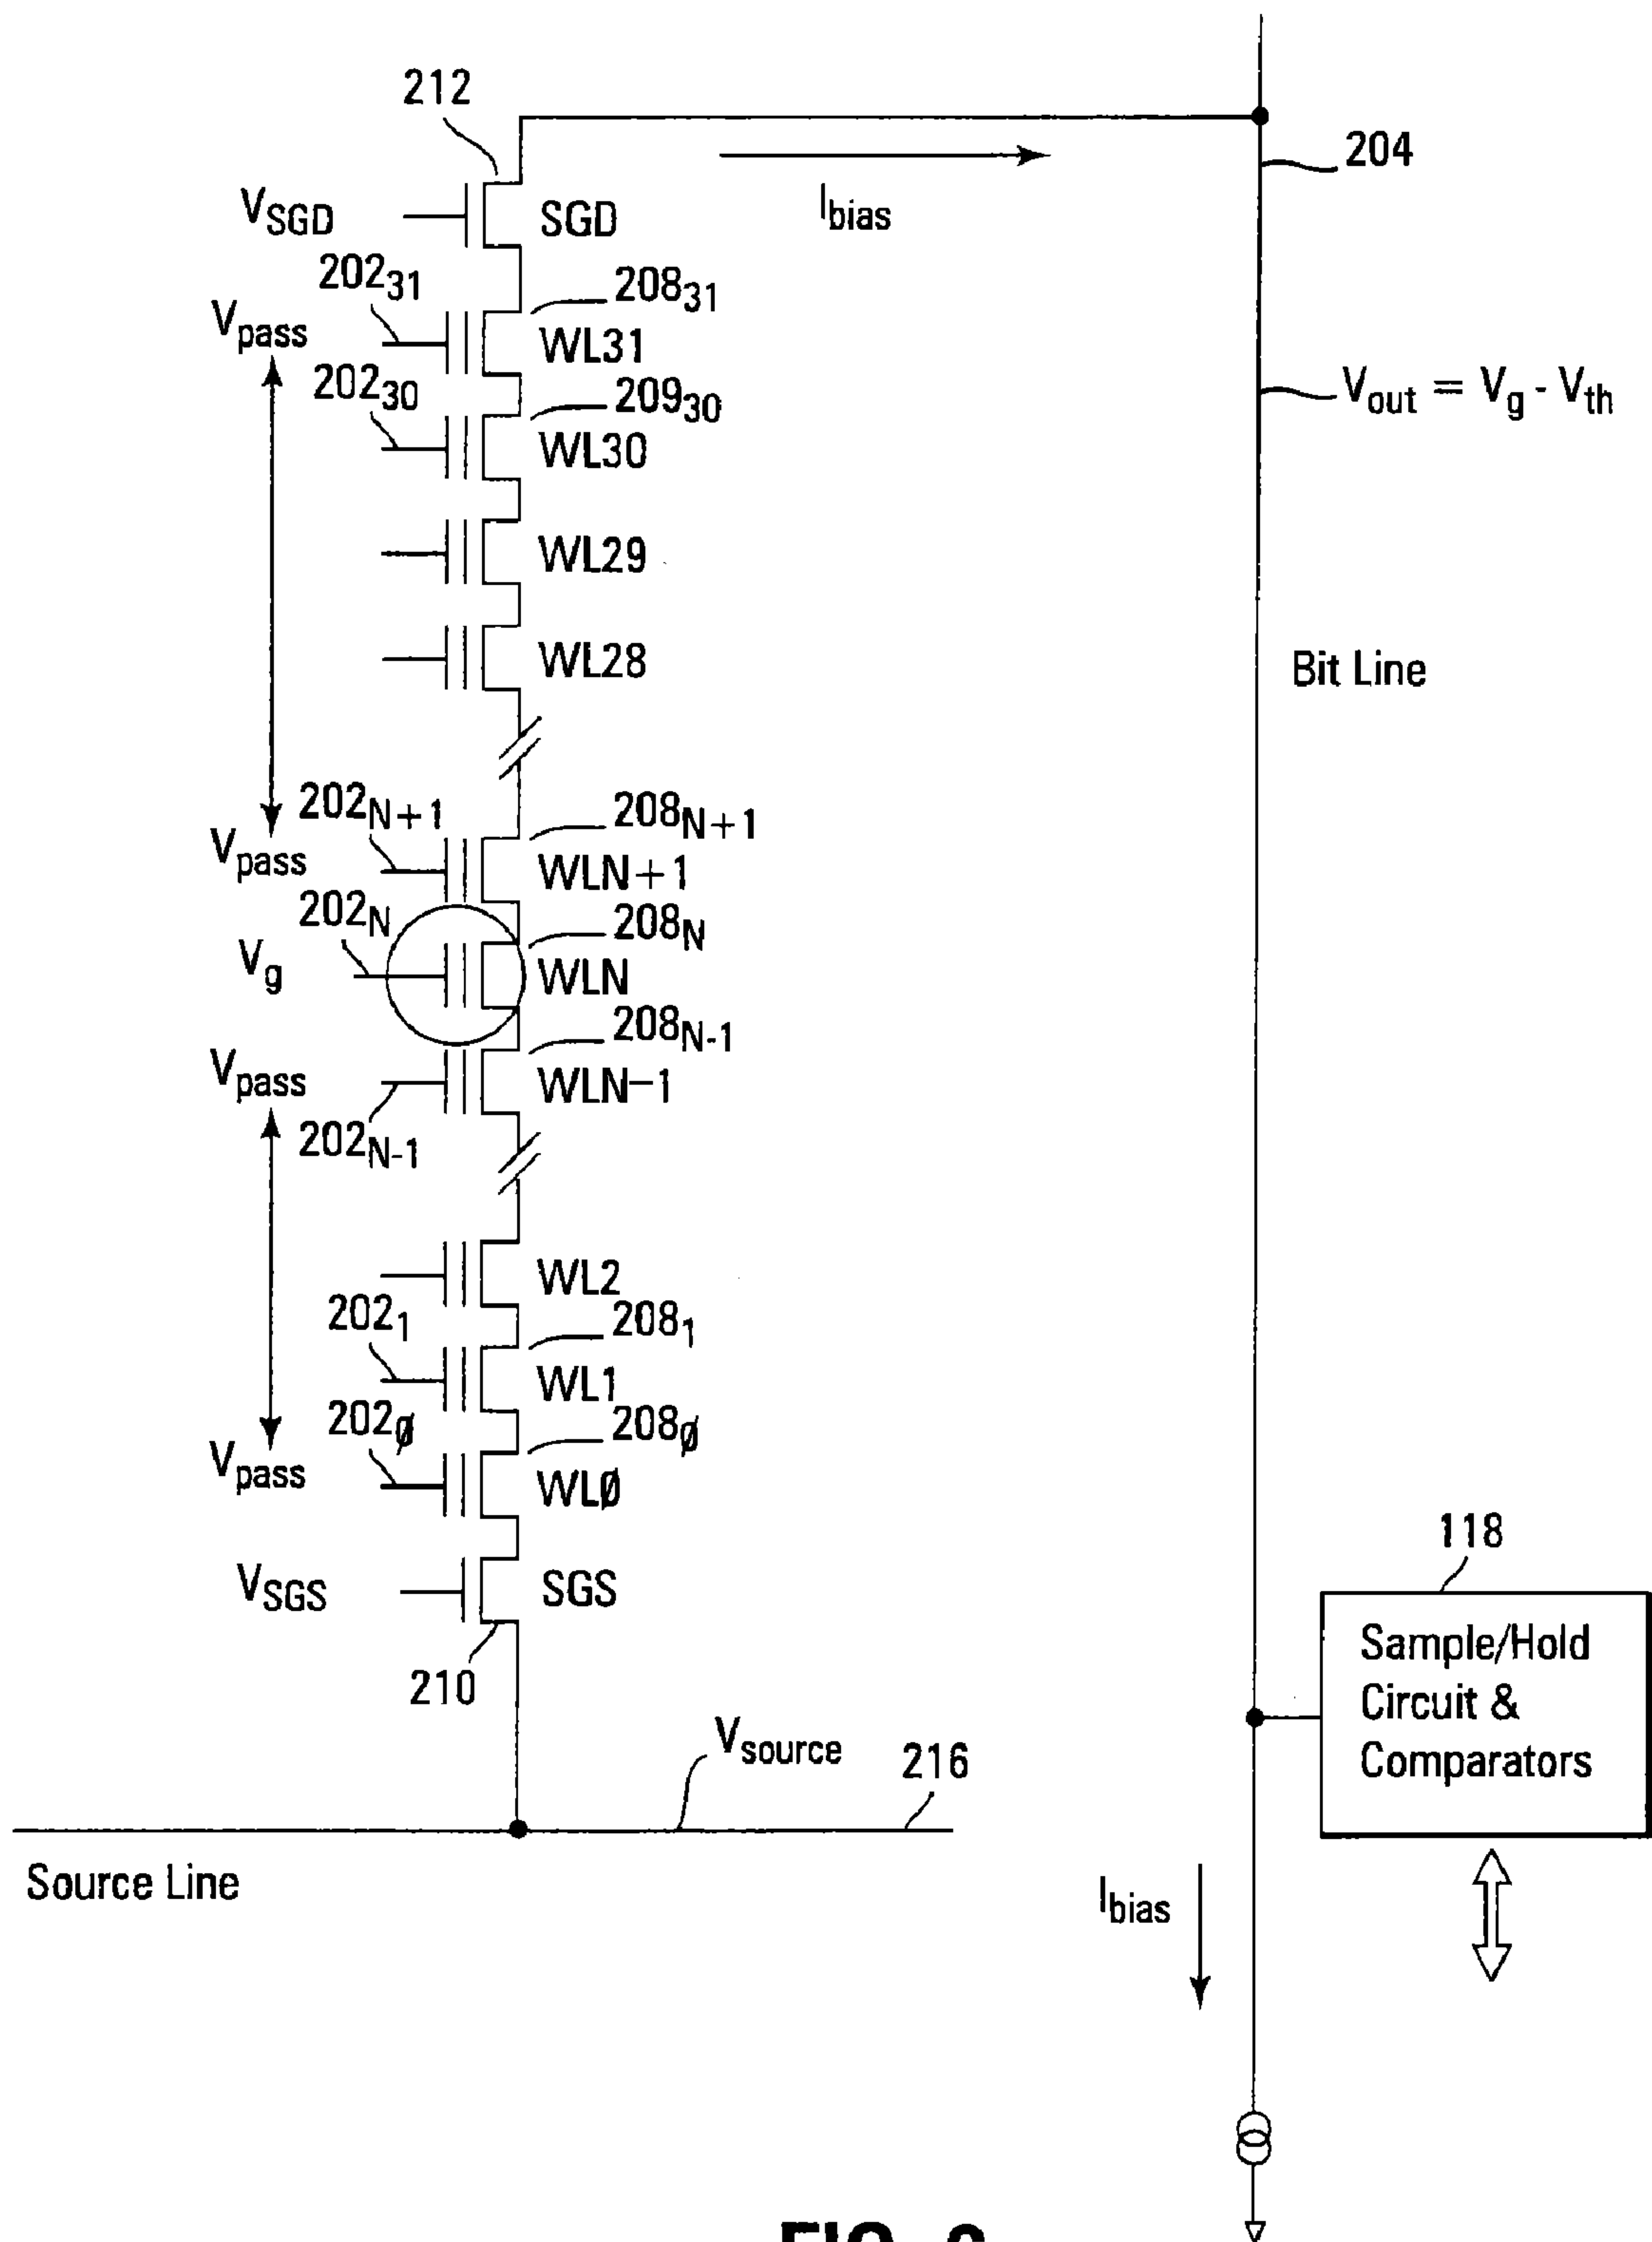 212
204
V_SGD
SGD
I_bias
202_31
208_31
V_pass
WL31
202_30
209_30
V_out = V_g - V_th
WL30
WL29
WL28
Bit Line
202_N+1
208_N+1
V_pass
WLN+1
202_N
208_N
V_g
WLN
208_N-1
V_pass
WLN-1
202_N-1
WL2
202_1
208_1
WL1
202_Ø
208_Ø
V_pass
WLØ
118
V_SGS
SGS
Sample/Hold
Circuit &
Comparators
210
V_source
216
Source Line
I_bias
FIG.